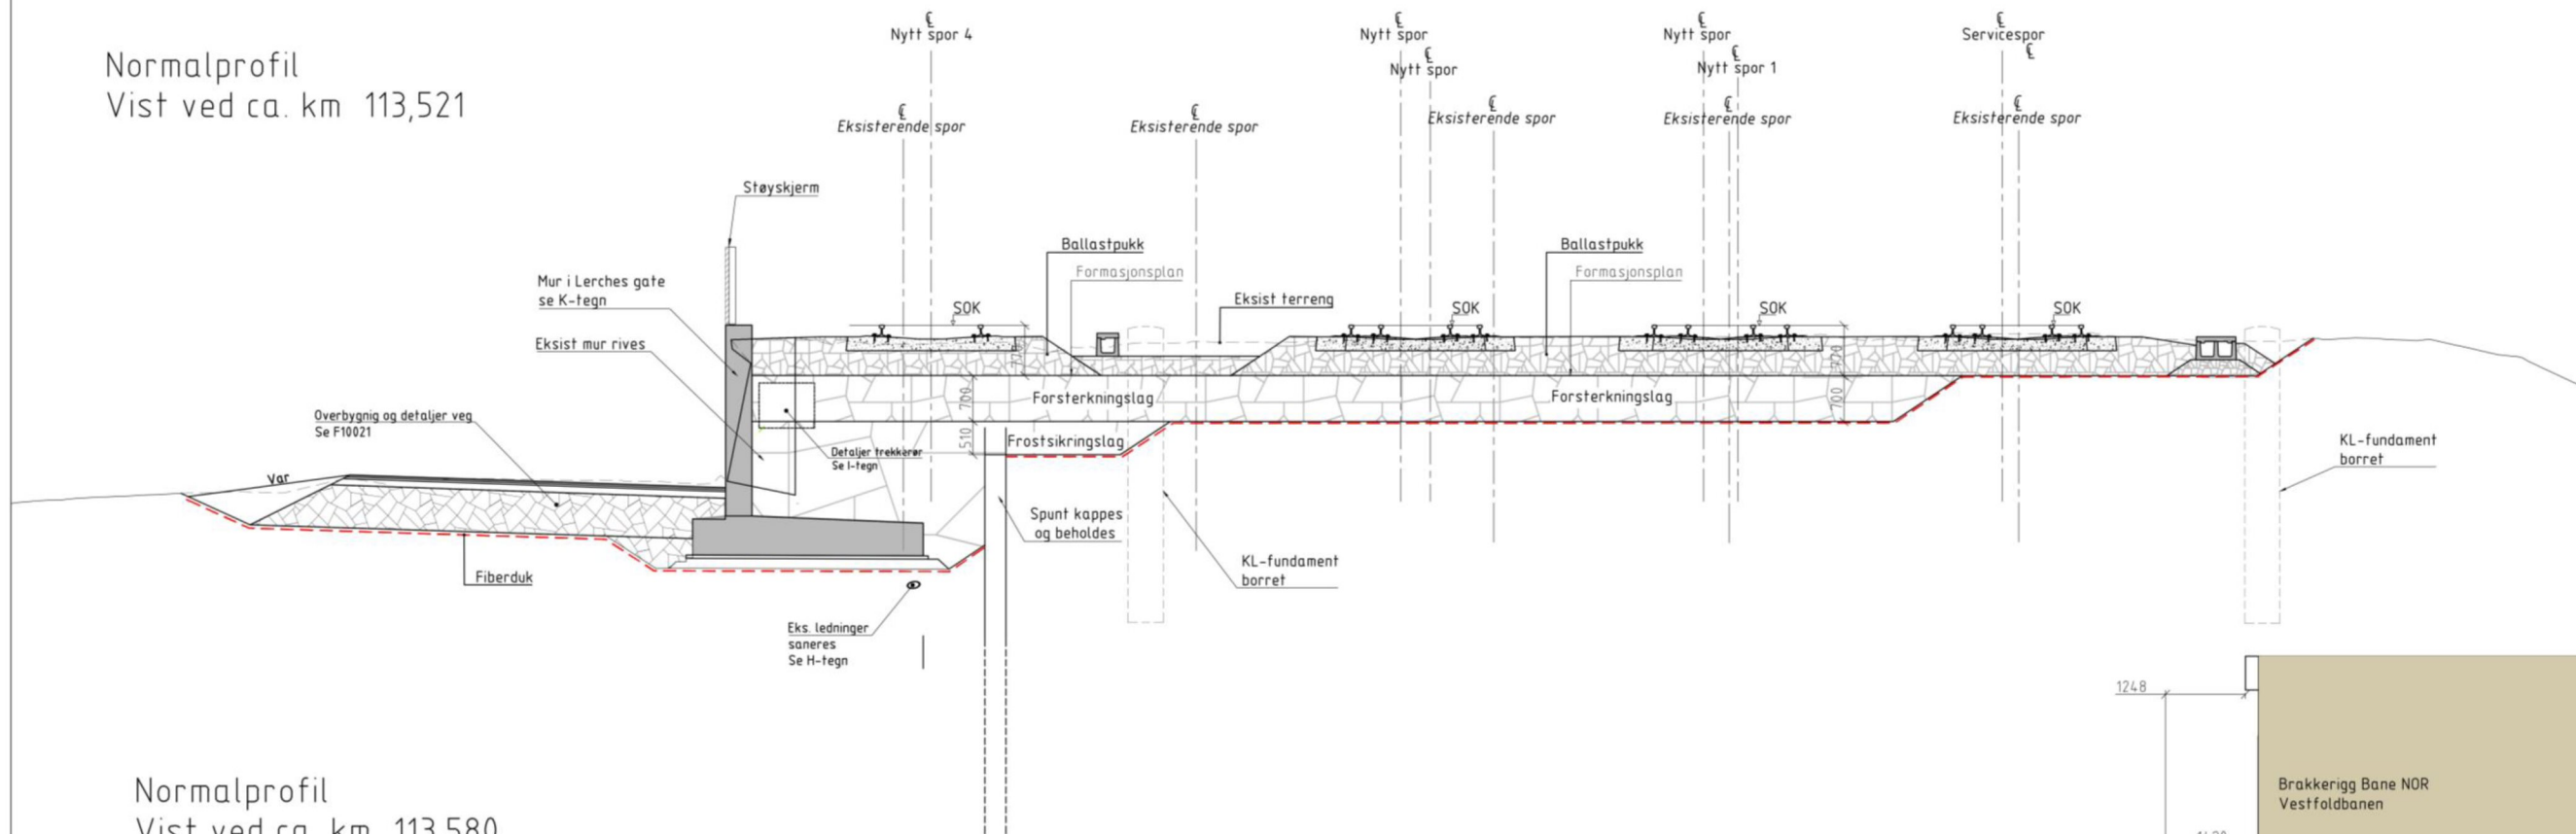 Normalprofil
Vist ved ca. km 113,521
℄
Nytt spor 4
℄
Nytt spor
℄
Nytt spor
℄
Nytt spor
℄
Nytt spor 1
℄
Servicespor
℄
℄
Eksisterende spor
℄
Eksisterende spor
℄
Eksisterende spor
℄
Eksisterende spor
℄
Eksisterende spor
Støyskjerm
Ballastpukk
Formasjonsplan
Ballastpukk
Formasjonsplan
Mur i Lerches gate
se K-tegn
Eksist terreng
SOK
SOK
SOK
SOK
Eksist mur rives
770
770
700
Forsterkningslag
Forsterkningslag
700
Overbygnig og detaljer veg
Se F10021
510
Frostsikringslag
Detaljer trekkerør
Se I-tegn
KL-fundament
borret
Var
Spunt kappes
og beholdes
KL-fundament
borret
Fiberduk
Eks. ledninger
saneres
Se H-tegn
1248
Normalprofil
Vist ved ca. km 113,580
Brakkerigg Bane NOR
Vestfoldbanen